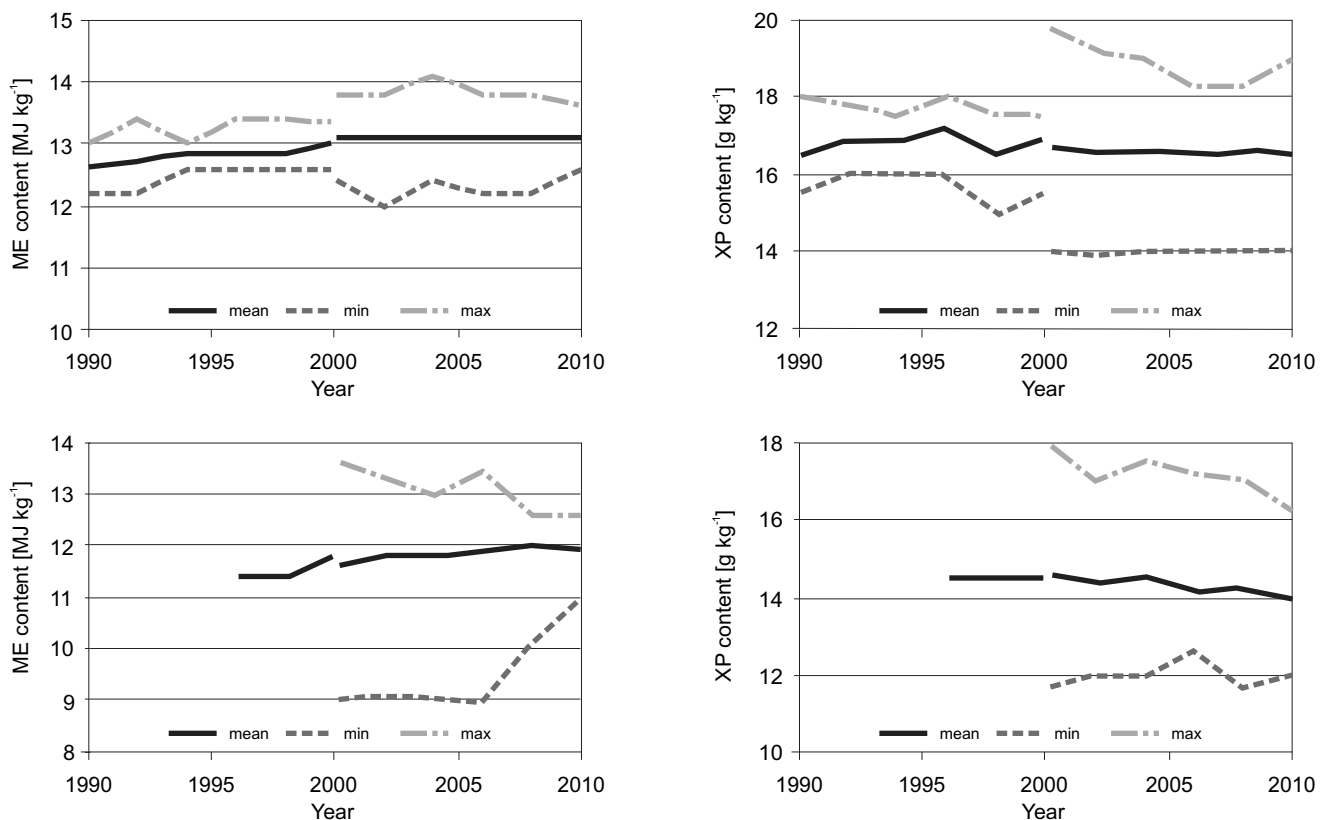 15
14
13
12
11
10
ME content [MJ kg-1]
mean min max
1990 1995 2000 2005 2010
Year
20
18
16
14
12
XP content [g kg-1]
mean min max
1990 1995 2000 2005 2010
Year
14
13
12
11
10
9
8
ME content [MJ kg-1]
mean min max
1990 1995 2000 2005 2010
Year
18
16
14
12
10
XP content [g kg-1]
mean min max
1990 1995 2000 2005 2010
Year